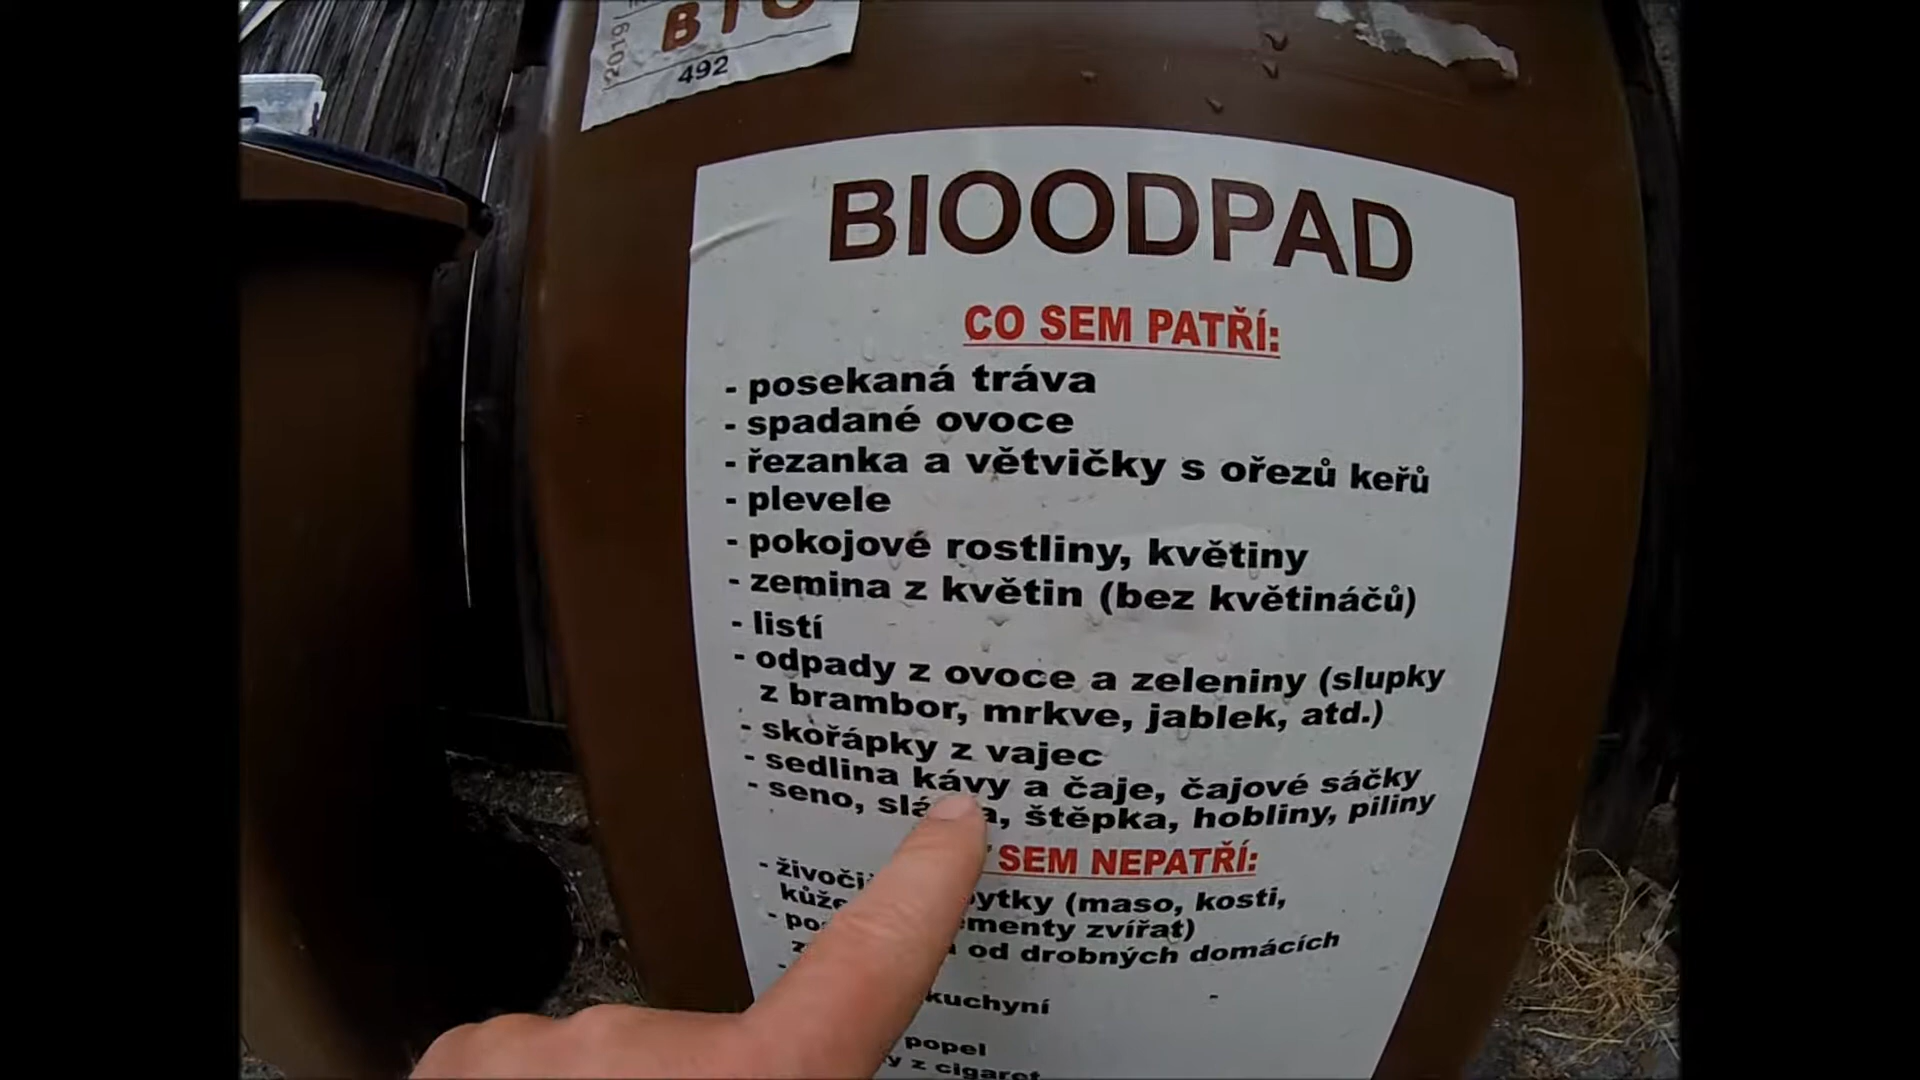 2019
BIO
492
BIOODPAD
CO SEM PATŘÍ:
- posekaná tráva
- spadané ovoce
- řezanka a větvičky s ořezů keřů
- plevele
- pokojové rostliny, květiny
- zemina z květin (bez květináčů)
- listí
- odpady z ovoce a zeleniny (slupky
z brambor, mrkve, jablek, atd.)
- skořápky z vajec
- sedlina kávy a čaje, čajové sáčky
- seno, štěpka, hobliny, piliny
SEM NEPATŘÍ:
- (maso, kosti,
zvířat)
od drobných domácích
kuchyní
popel
z cigaret